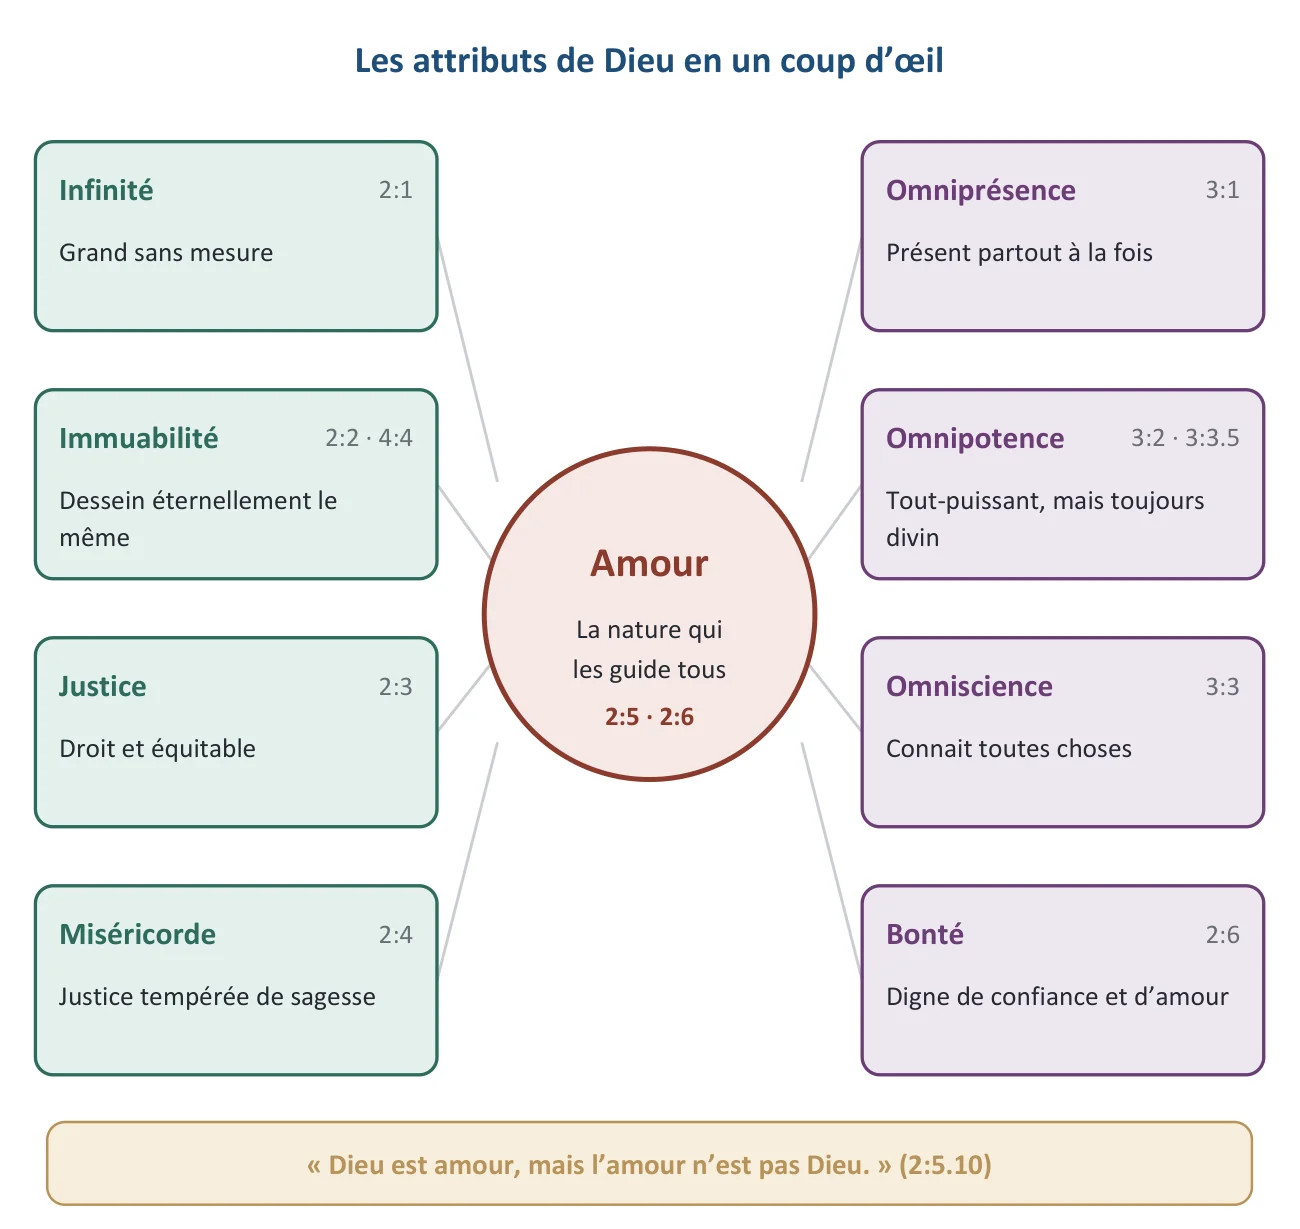 Les attributs de Dieu en un coup d’œil
Infinité 2:1
Grand sans mesure
Immuabilité 2:2 · 4:4
Dessein éternellement le
même
Justice 2:3
Droit et équitable
Miséricorde 2:4
Justice tempérée de sagesse
Amour
La nature qui
les guide tous
2:5 · 2:6
Omniprésence 3:1
Présent partout à la fois
Omnipotence 3:2 · 3:3.5
Tout-puissant, mais toujours
divin
Omniscience 3:3
Connait toutes choses
Bonté 2:6
Digne de confiance et d’amour
« Dieu est amour, mais l’amour n’est pas Dieu. » (2:5.10)